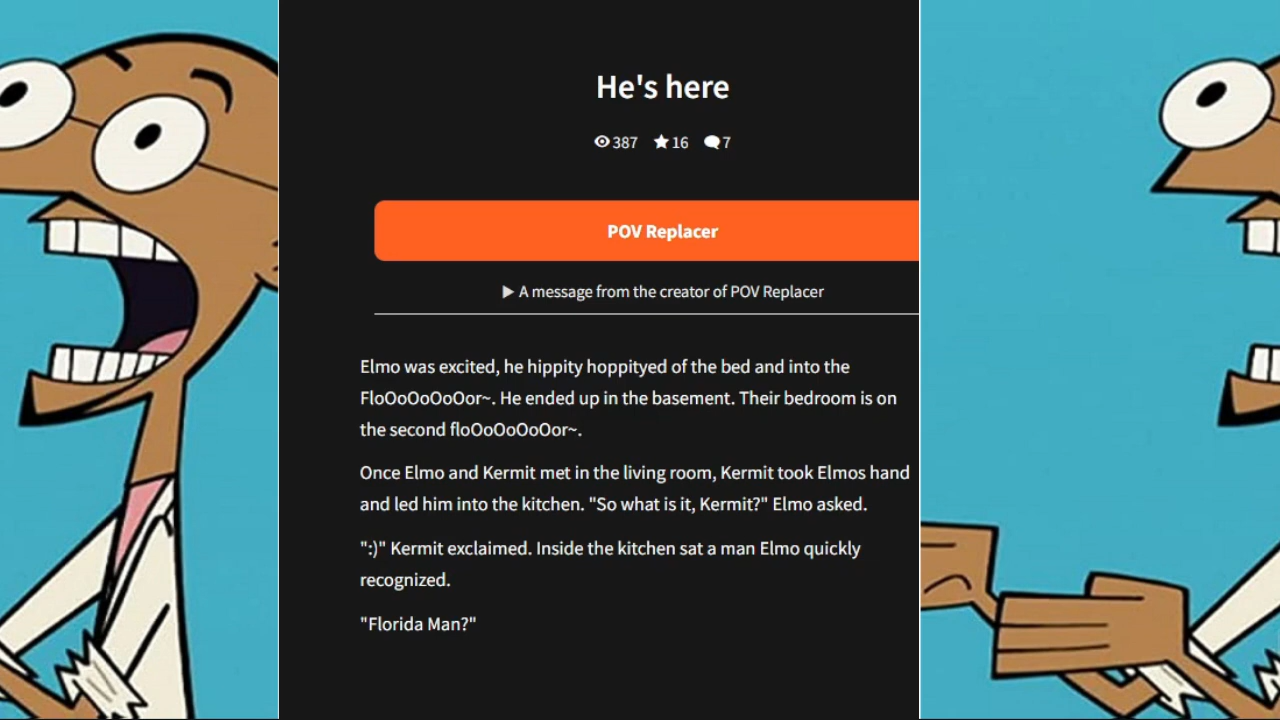 He's here
387 16 7
POV Replacer
▶ A message from the creator of POV Replacer
Elmo was excited, he hippity hoppityed of the bed and into the
FloOoOoOoOor~. He ended up in the basement. Their bedroom is on
the second floOoOoOoOor~.
Once Elmo and Kermit met in the living room, Kermit took Elmos hand
and led him into the kitchen. "So what is it, Kermit?" Elmo asked.
":)" Kermit exclaimed. Inside the kitchen sat a man Elmo quickly
recognized.
"Florida Man?"